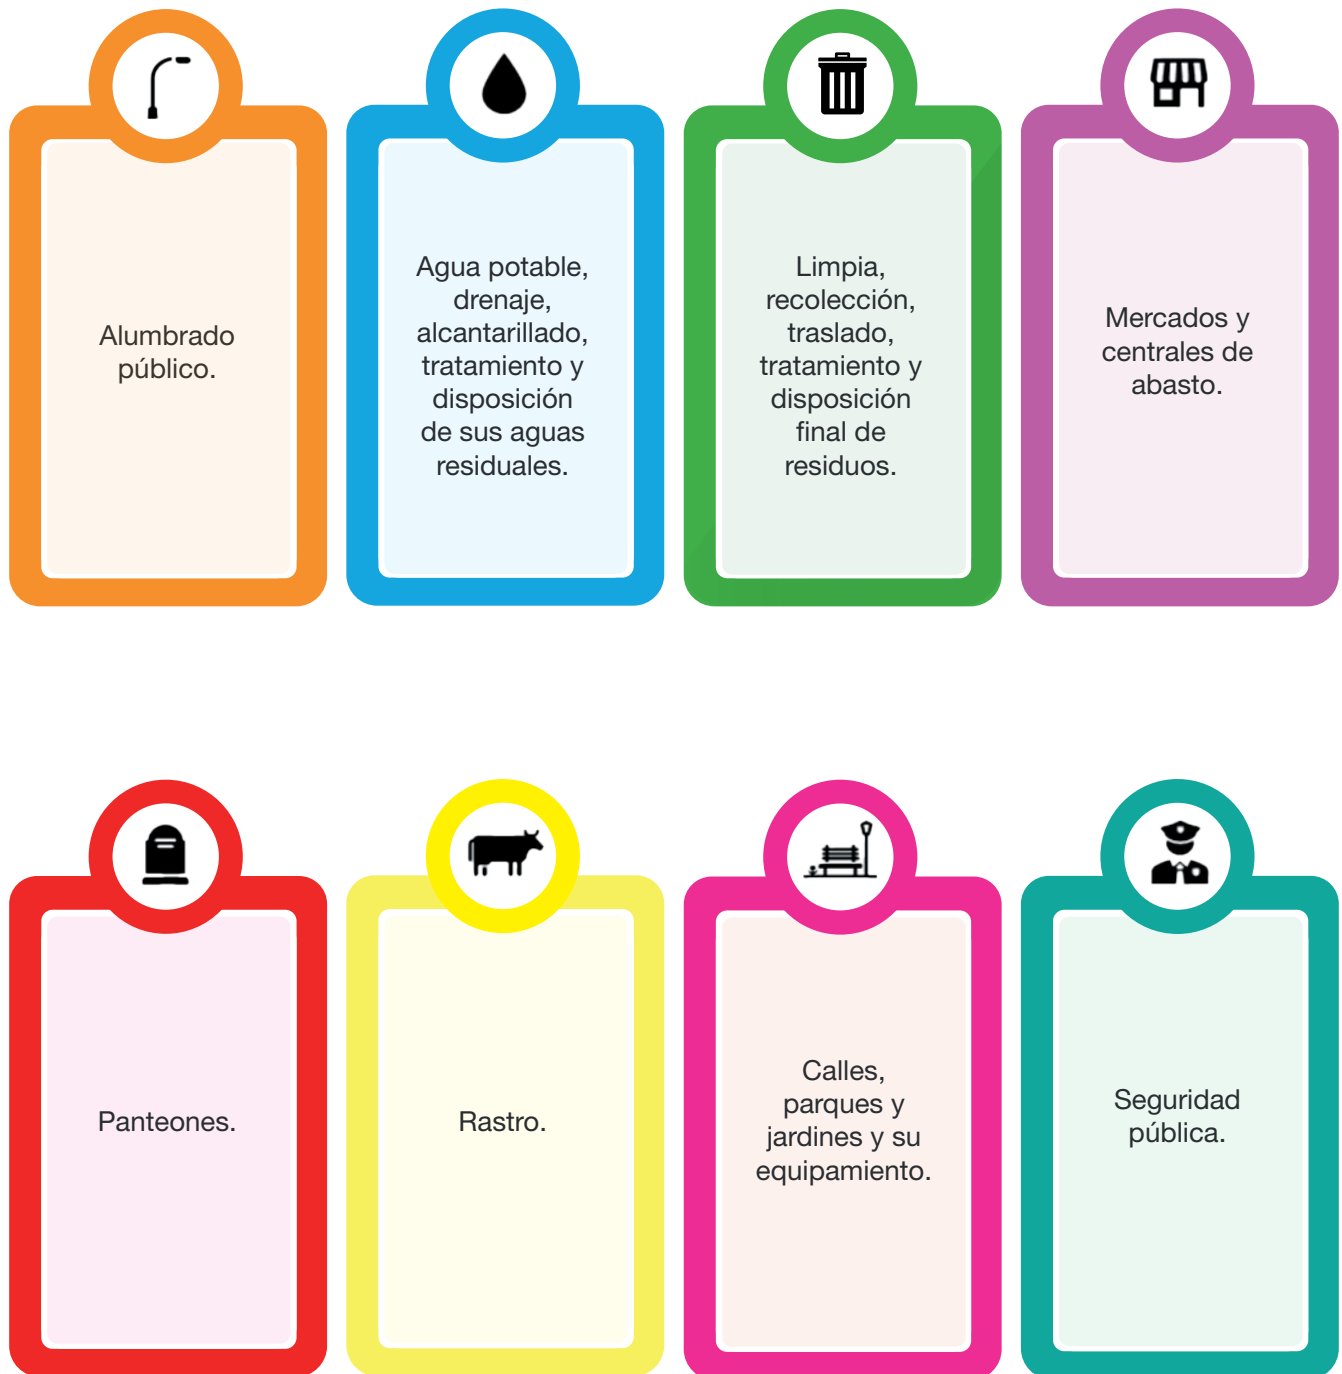 Alumbrado
público.
Agua potable,
drenaje,
alcantarillado,
tratamiento y
disposición
de sus aguas
residuales.
Limpia,
recolección,
traslado,
tratamiento y
disposición
final de
residuos.
Mercados y
centrales de
abasto.
Panteones.
Rastro.
Calles,
parques y
jardines y su
equipamiento.
Seguridad
pública.